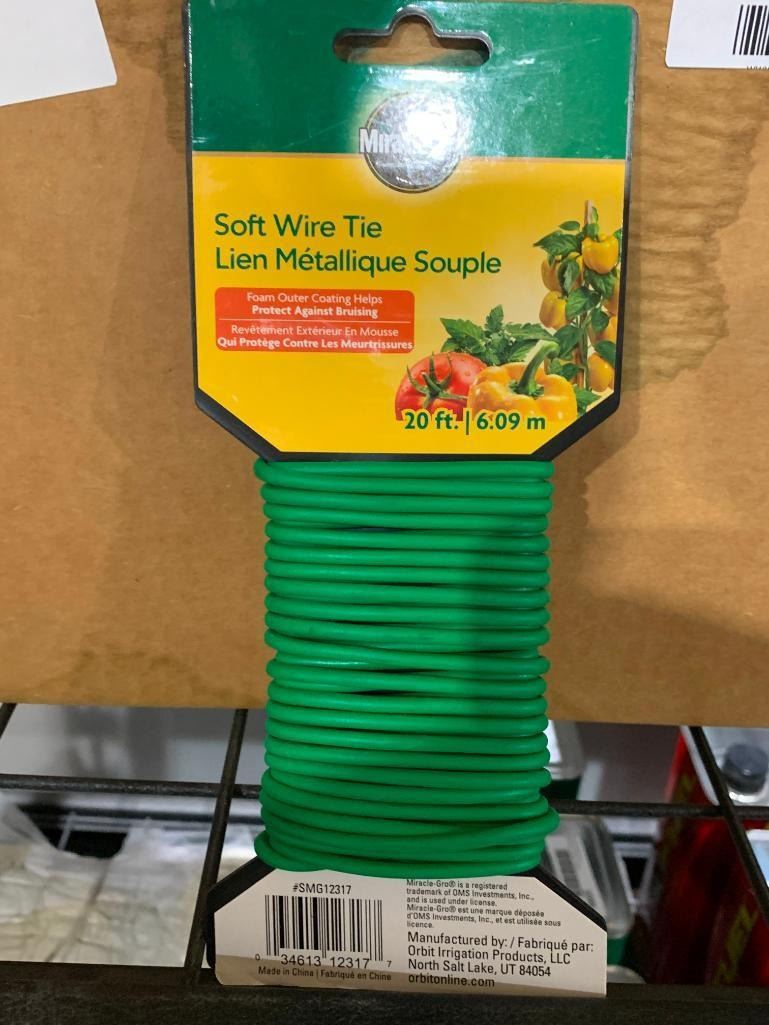 Soft Wire Tie
Lien Métallique Souple
Foam Outer Coating Helps
Protect Against Bruising
Revêtement Extérieur En Mousse
Qui Protège Contre Les Meurtrissures
20 ft. | 6.09 m
#SMG12317
0 34613 12317 7
Made in China | Fabriqué en Chine
Miracle-Gro® is a registered
trademark of OMS Investments, Inc.,
and is used under license.
Miracle-Gro® est une marque déposée
d'OMS Investments, Inc., et est utilisée sous
licence.
Manufactured by: / Fabriqué par:
Orbit Irrigation Products, LLC
North Salt Lake, UT 84054
orbitonline.com